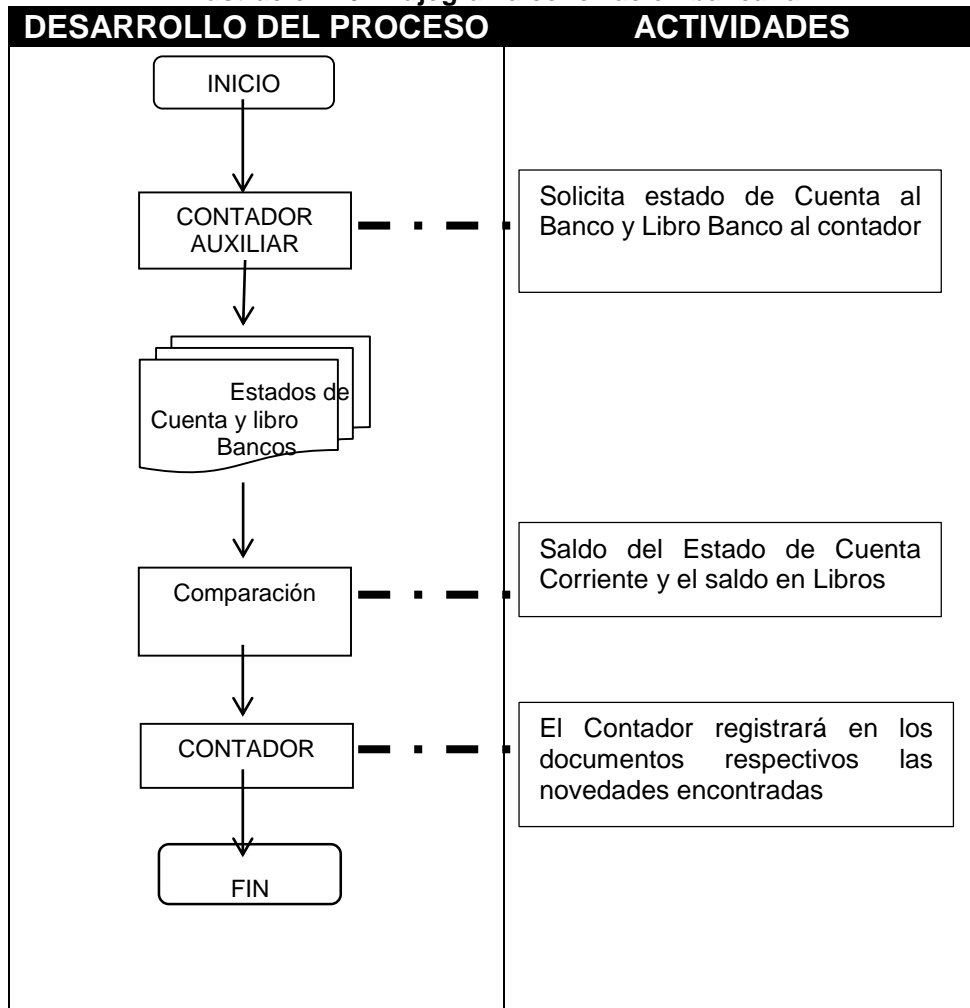 DESARROLLO DEL PROCESO
ACTIVIDADES
INICIO
CONTADOR
AUXILIAR
Solicita estado de Cuenta al
Banco y Libro Banco al contador
Estados de
Cuenta y libro
Bancos
Comparación
Saldo del Estado de Cuenta
Corriente y el saldo en Libros
CONTADOR
El Contador registrará en los
documentos respectivos las
novedades encontradas
FIN